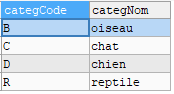 categCode categNom
B oiseau
C chat
D chien
R reptile